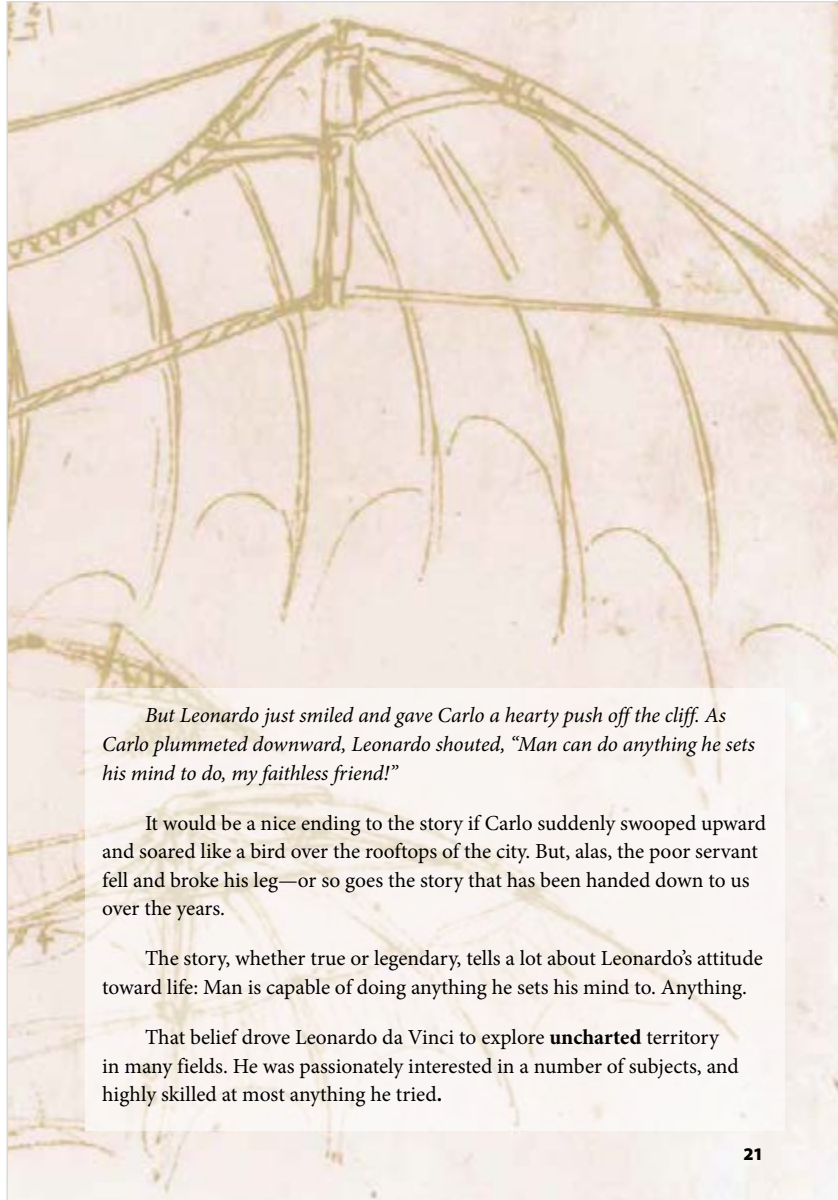 But Leonardo just smiled and gave Carlo a hearty push off the cliff. As
Carlo plummeted downward, Leonardo shouted, “Man can do anything he sets
his mind to do, my faithless friend!”
It would be a nice ending to the story if Carlo suddenly swooped upward
and soared like a bird over the rooftops of the city. But, alas, the poor servant
fell and broke his leg—or so goes the story that has been handed down to us
over the years.
The story, whether true or legendary, tells a lot about Leonardo’s attitude
toward life: Man is capable of doing anything he sets his mind to. Anything.
That belief drove Leonardo da Vinci to explore uncharted territory
in many fields. He was passionately interested in a number of subjects, and
highly skilled at most anything he tried.
21